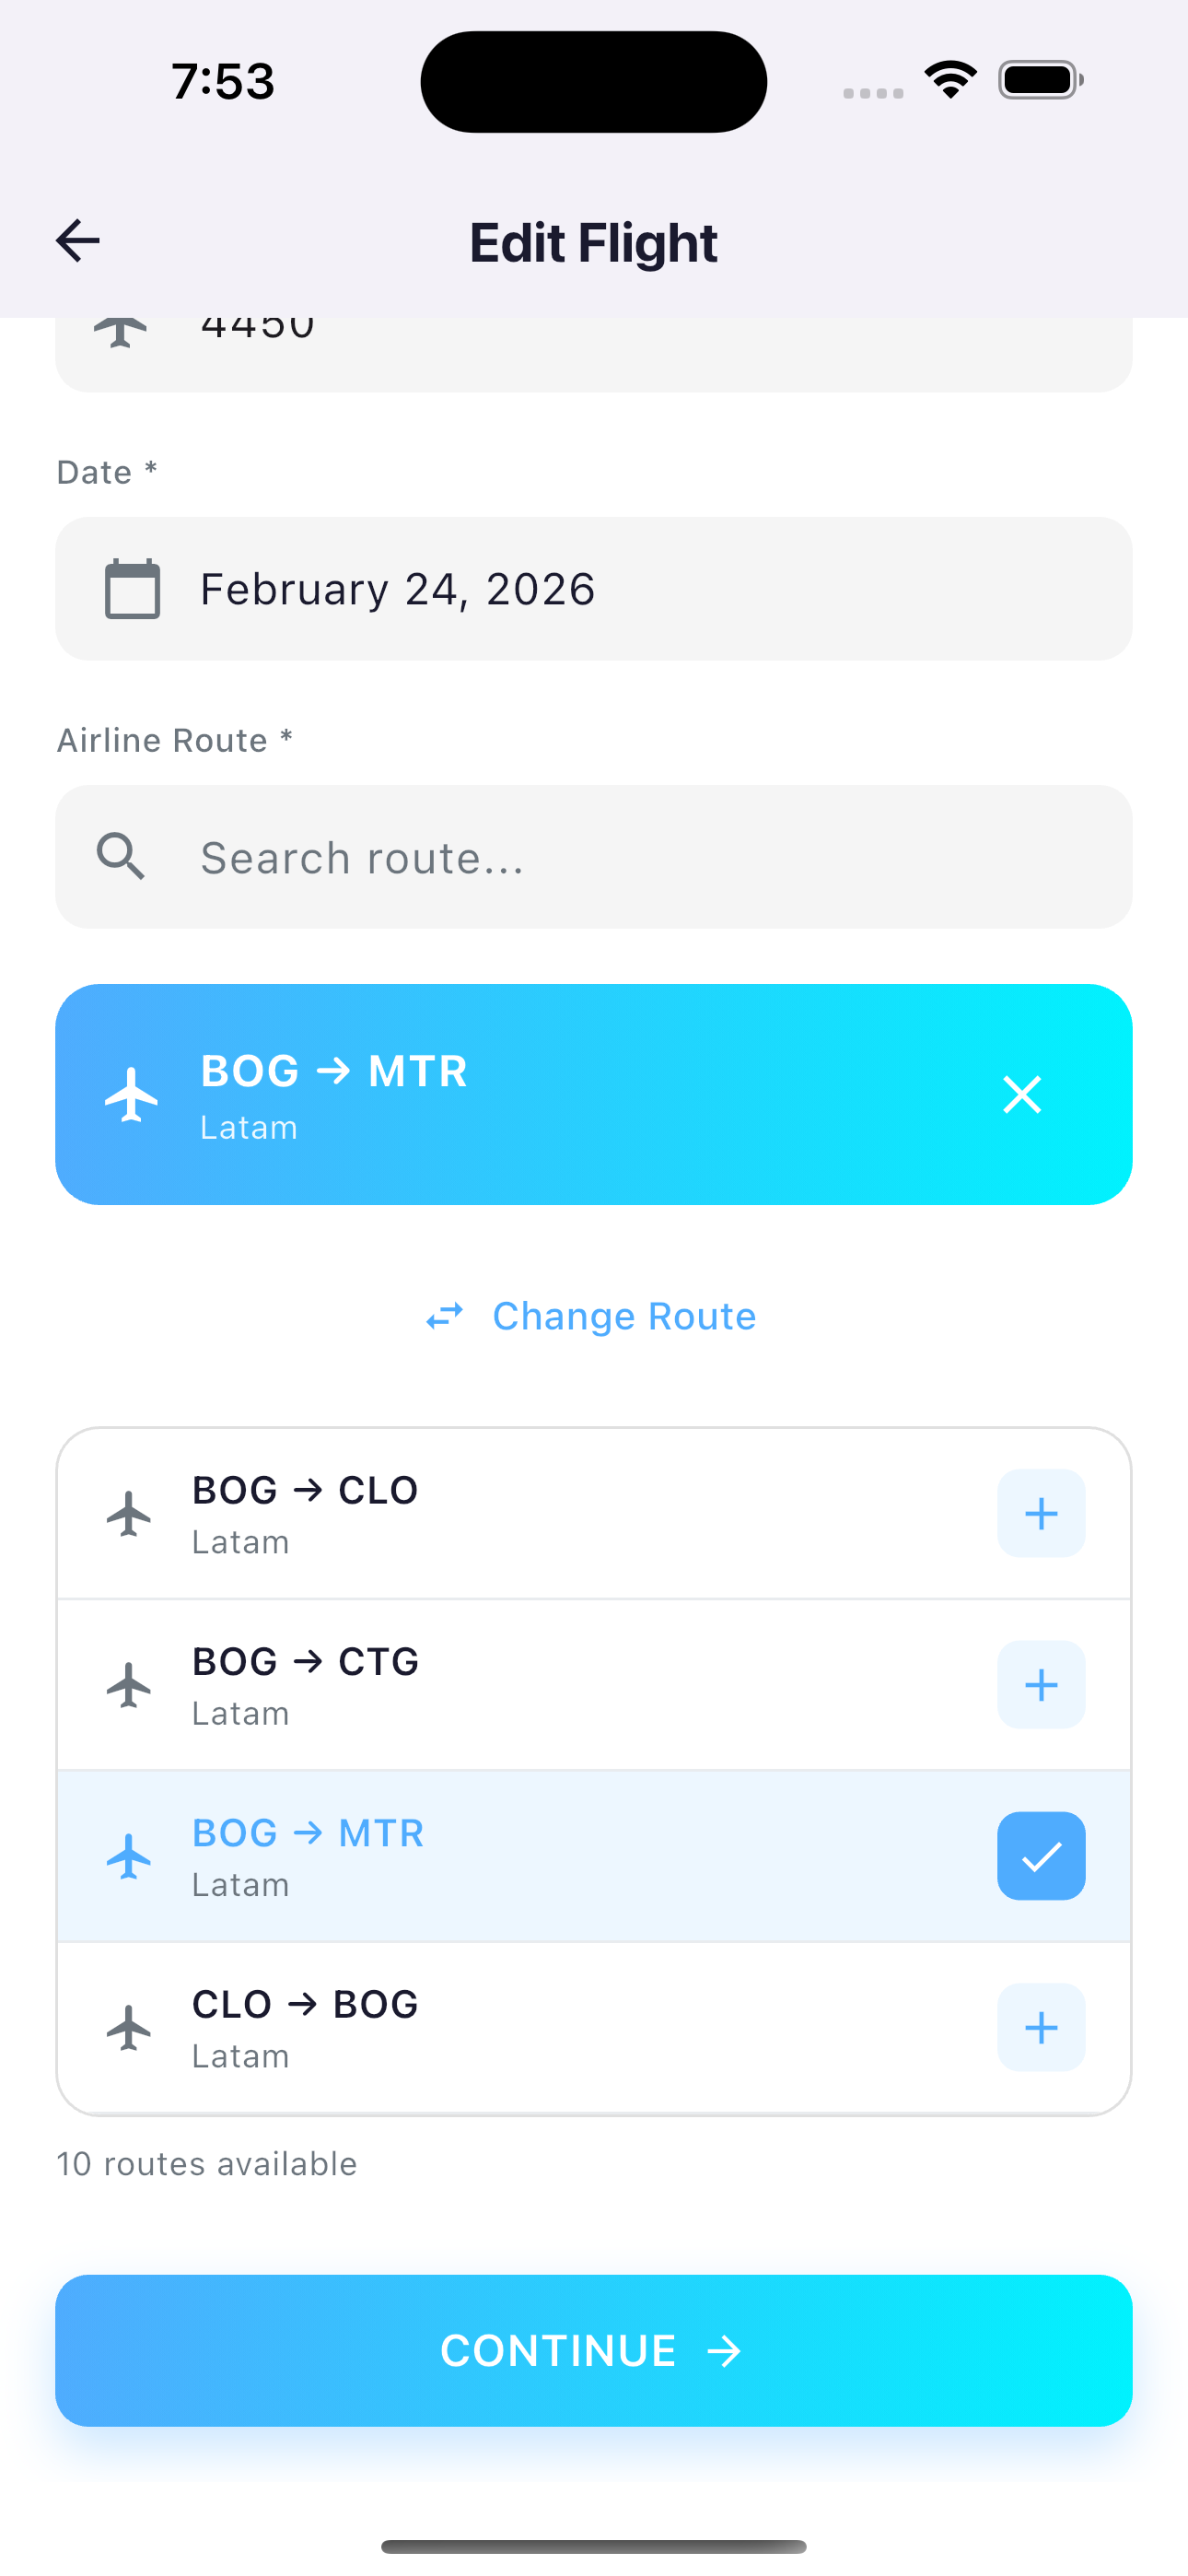 7:53
Edit Flight
4450
Date *
February 24, 2026
Airline Route *
Search route...
BOG → MTR
Latam
Change Route
BOG → CLO
Latam
BOG → CTG
Latam
BOG → MTR
Latam
CLO → BOG
Latam
10 routes available
CONTINUE →